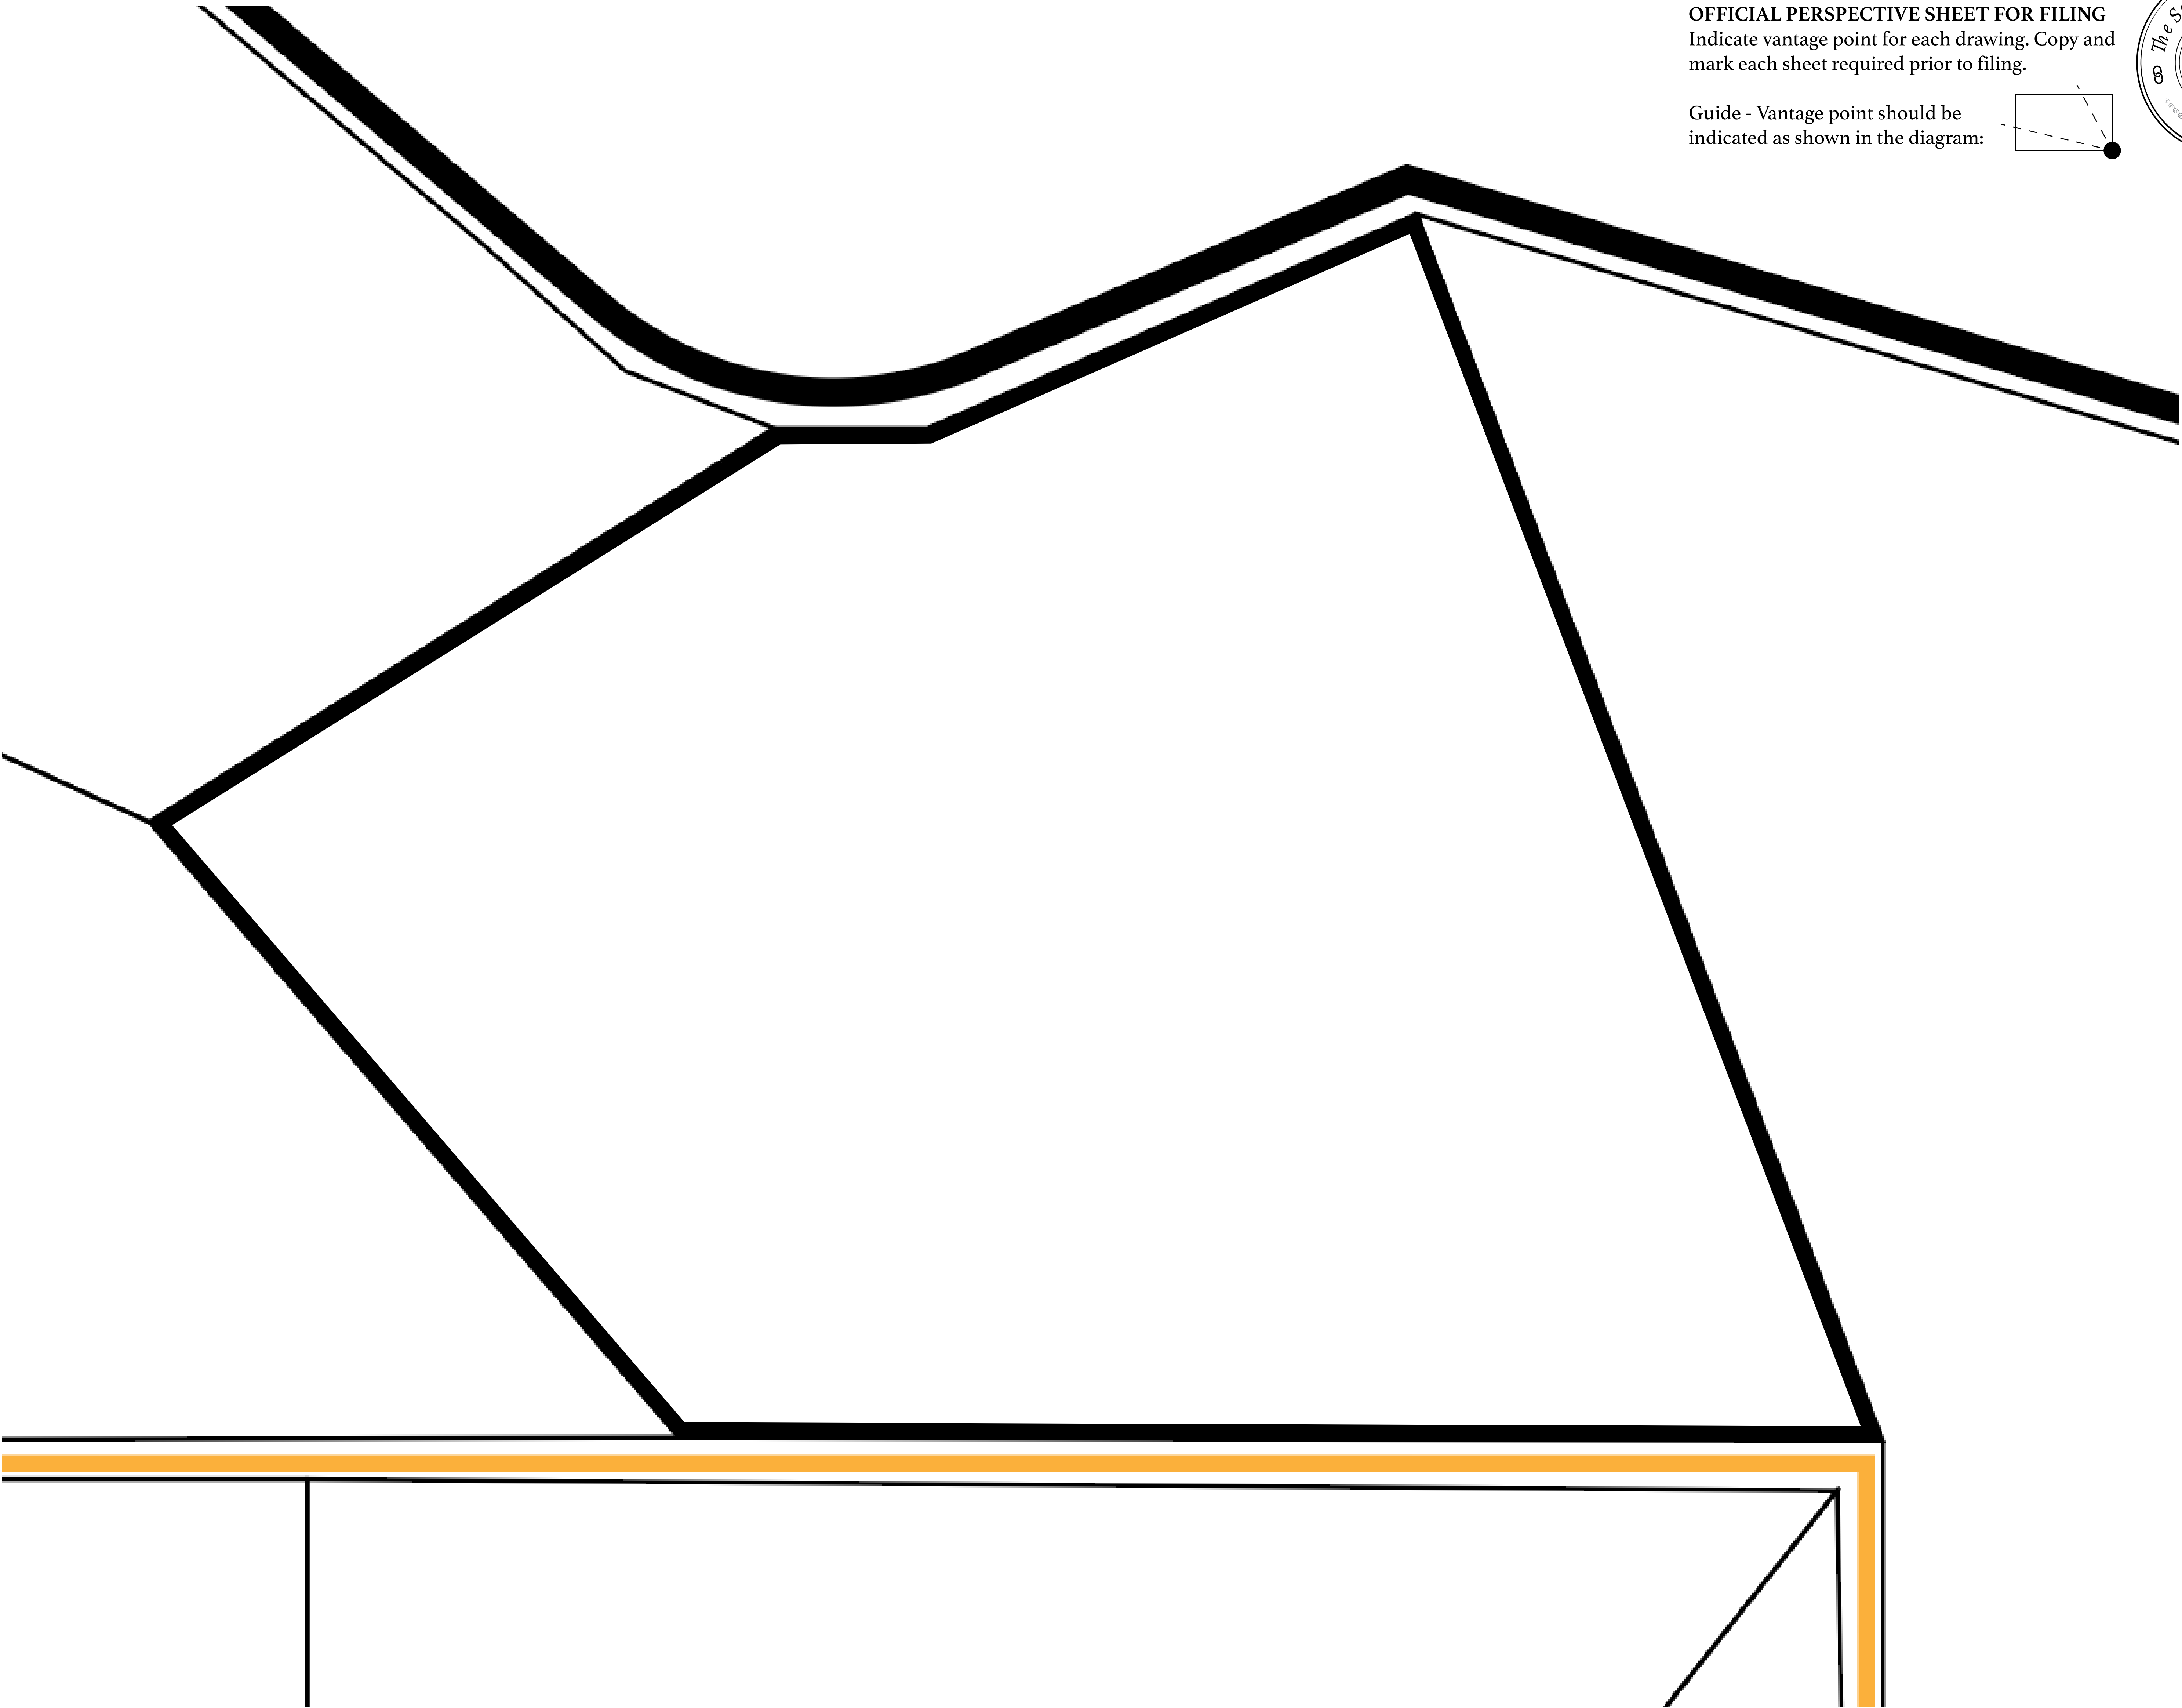 OFFICIAL PERSPECTIVE SHEET FOR FILING
Indicate vantage point for each drawing. Copy and
mark each sheet required prior to filing.
Guide - Vantage point should be
indicated as shown in the diagram:
The